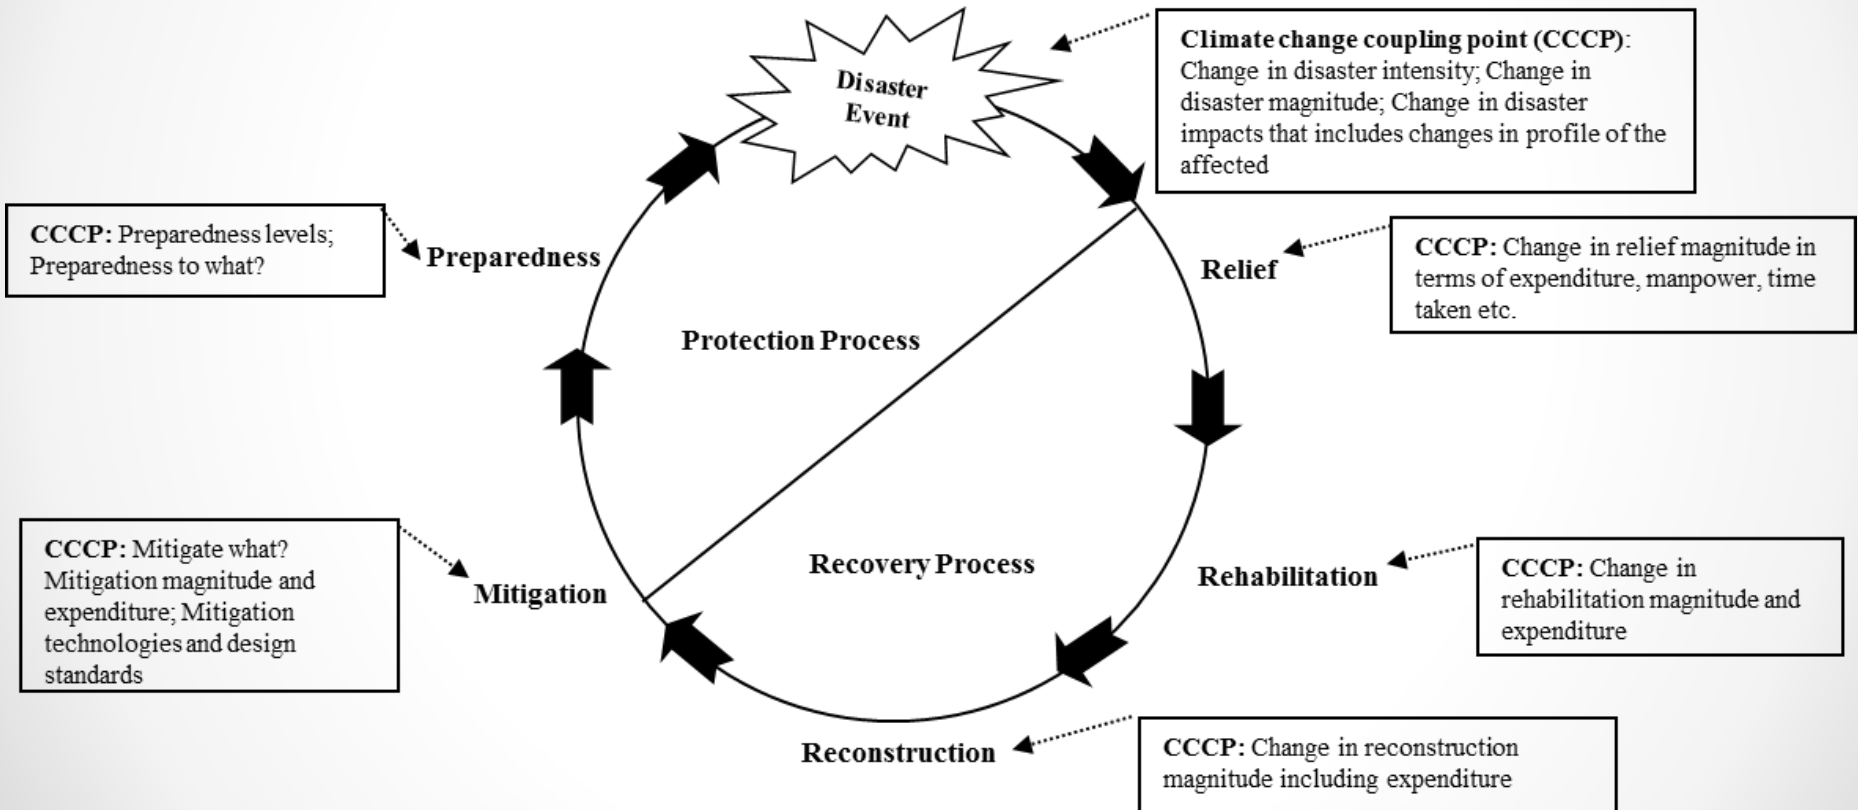 Disaster
Event
Climate change coupling point (CCCP):
Change in disaster intensity; Change in
disaster magnitude; Change in disaster
impacts that includes changes in profile of the
affected
CCCP: Preparedness levels;
Preparedness to what?
Preparedness
Relief
CCCP: Change in relief magnitude in
terms of expenditure, manpower, time
taken etc.
Protection Process
CCCP: Mitigate what?
Mitigation magnitude and
expenditure; Mitigation
technologies and design
standards
Mitigation
Recovery Process
Rehabilitation
CCCP: Change in
rehabilitation magnitude and
expenditure
Reconstruction
CCCP: Change in reconstruction
magnitude including expenditure